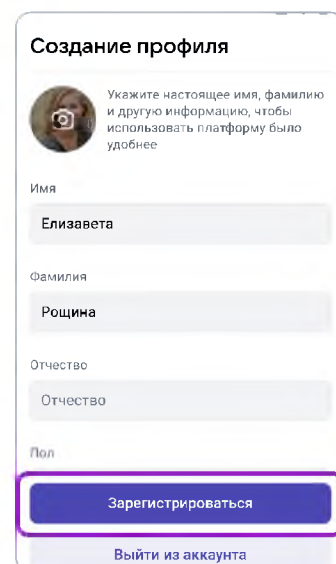 Создание профиля
Укажите настоящее имя, фамилию
и другую информацию, чтобы
использовать платформу было
удобнее
Имя
Елизавета
Фамилия
Рощина
Отчество
Отчество
Пол
Зарегистрироваться
Выйти из аккаунта